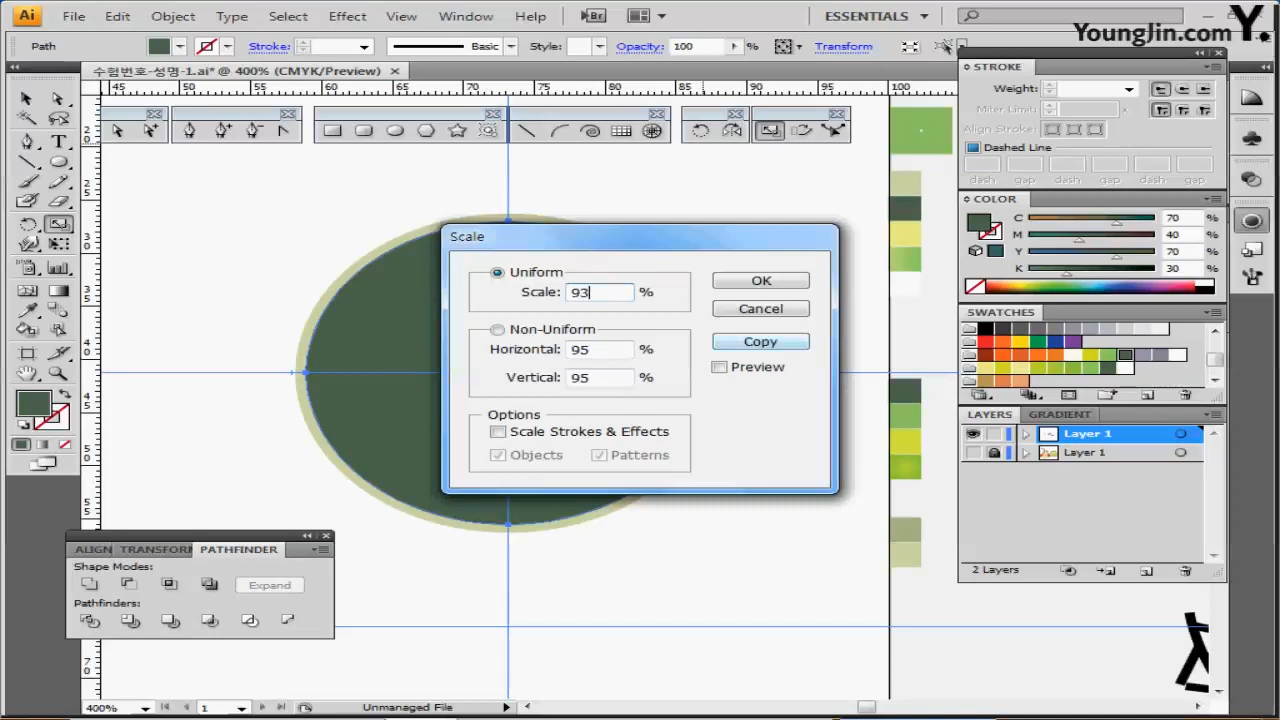 Ai File Edit Object Type Select Effect View Window Help Br ESSENTIALS
YoungJin.com Y.
Path Stroke: Basic Style: Opacity: 100 % Transform
수험번호-성명-1.ai* @ 400% (CMYK/Preview) ×
45 50 55 60 65 70 75 80 85 90 95 100
STROKE
Weight:
Miter Limit: x
Align Stroke:
Dashed Line
dash gap dash gap dash gap
COLOR
C 70 %
M 40 %
Y 70 %
K 30 %
SWATCHES
LAYERS GRADIENT
Layer 1
Layer 1
2 Layers
Scale
Uniform
Scale: 93 %
Non-Uniform
Horizontal: 95 %
Vertical: 95 %
Options
Scale Strokes & Effects
Objects Patterns
OK
Cancel
Copy
Preview
ALIGN TRANSFORM PATHFINDER
Shape Modes:
Expand
Pathfinders:
400% 1 Unmanaged File